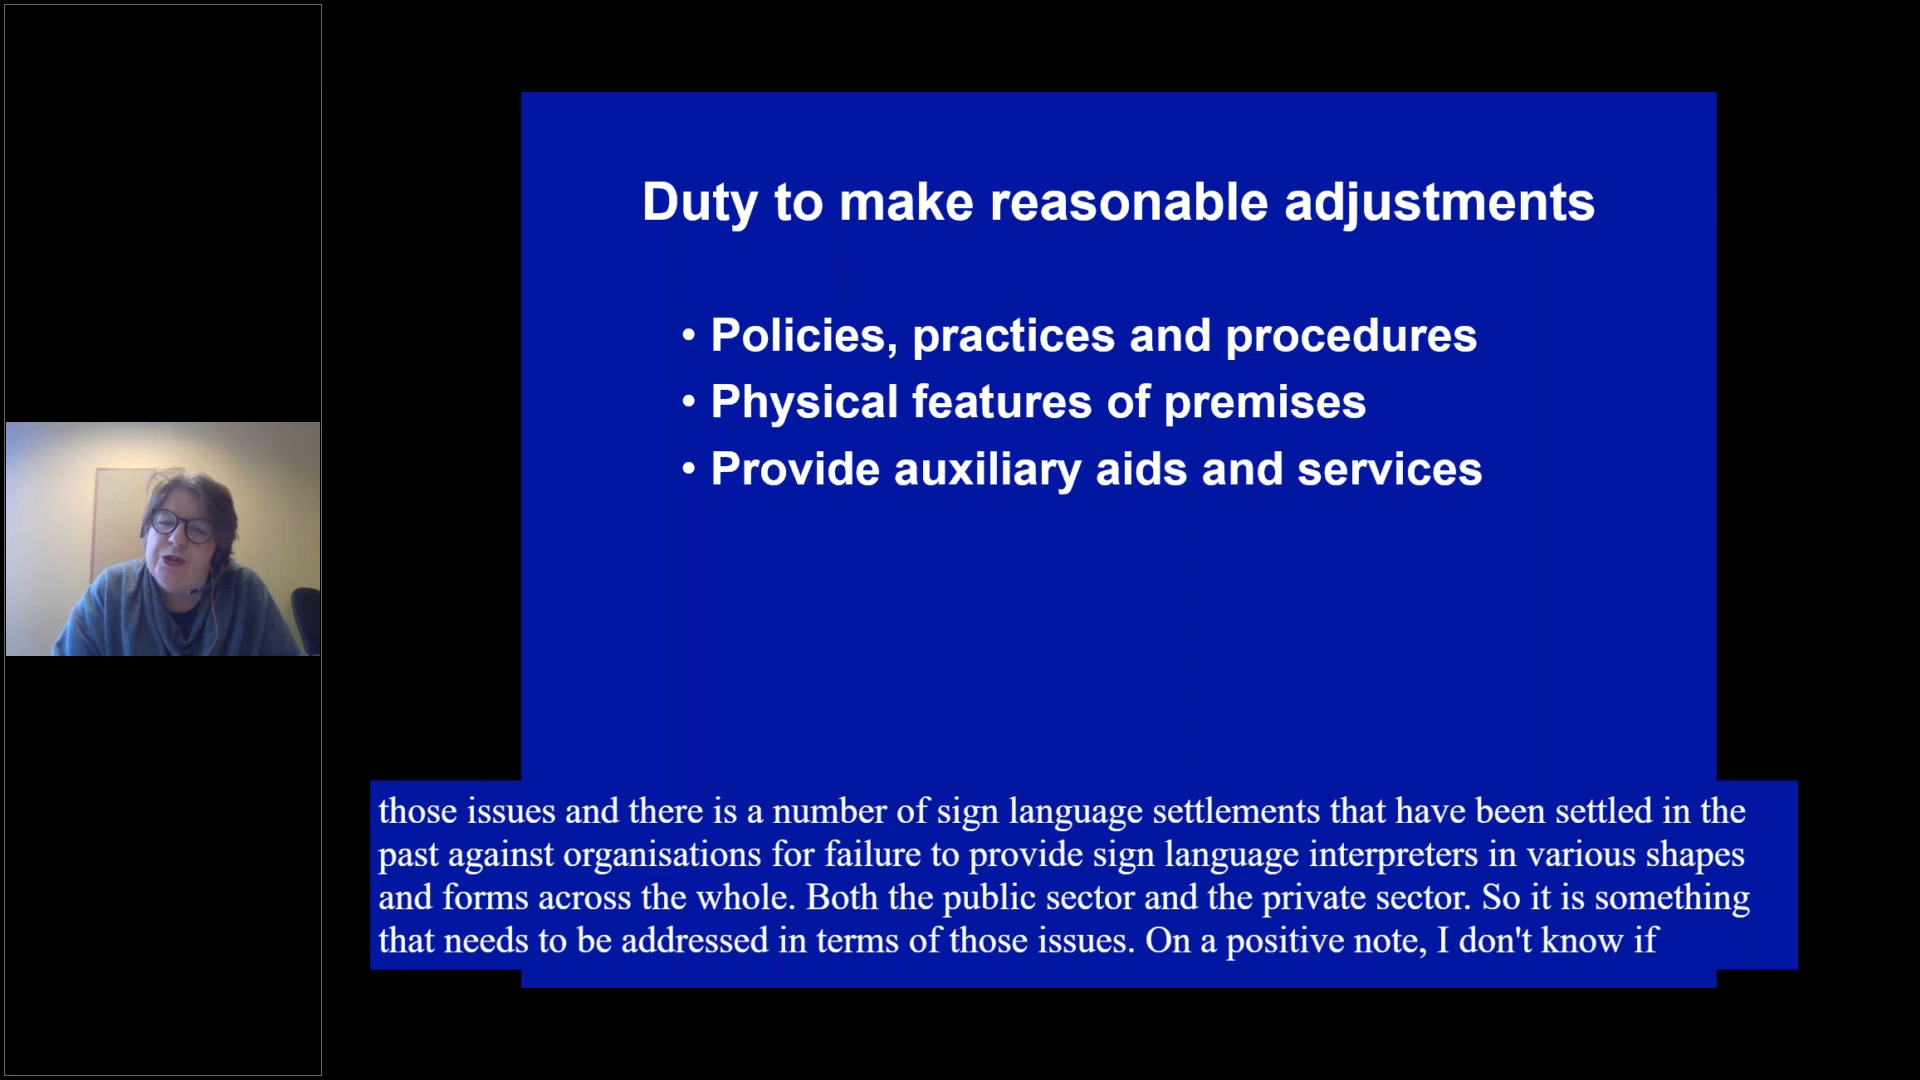 Duty to make reasonable adjustments
• Policies, practices and procedures
• Physical features of premises
• Provide auxiliary aids and services
those issues and there is a number of sign language settlements that have been settled in the
past against organisations for failure to provide sign language interpreters in various shapes
and forms across the whole. Both the public sector and the private sector. So it is something
that needs to be addressed in terms of those issues. On a positive note, I don't know if